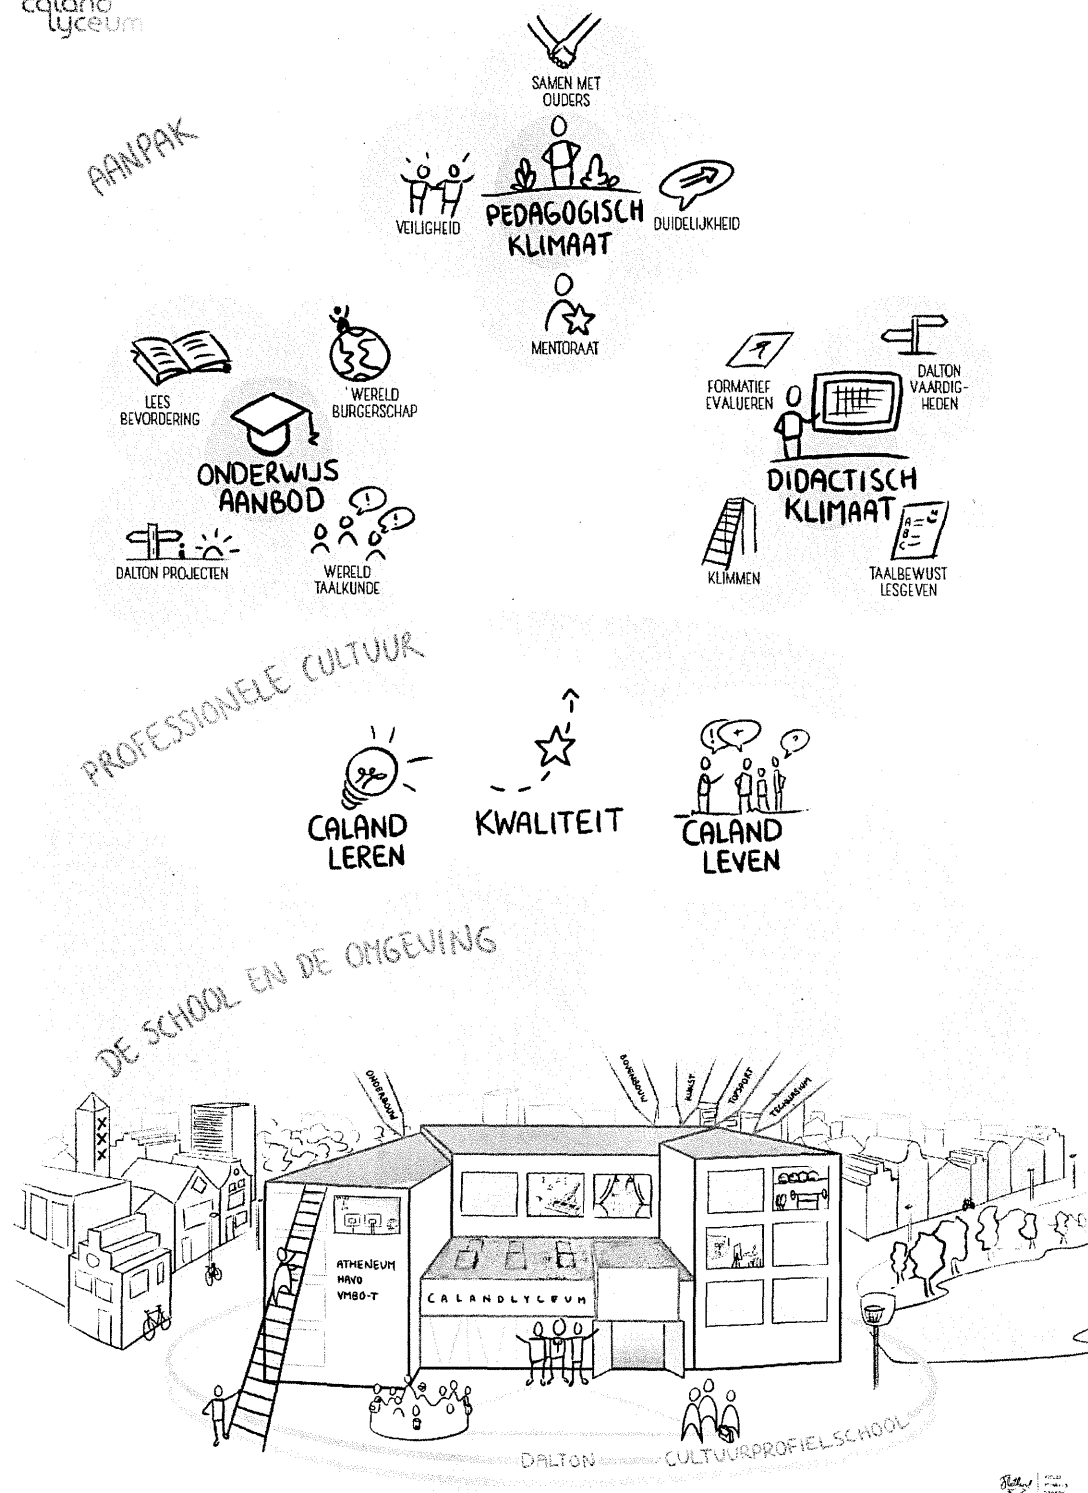 caland
lyceum
AANPAK
SAMEN MET
OUDERS
VEILIGHEID
PEDAGOGISCH
KLIMAAT
DUIDELIJKHEID
MENTORAAT
LEES
BEVORDERING
WERELD
BURGERSCHAP
ONDERWIJS
AANBOD
DALTON PROJECTEN
WERELD
TAALKUNDE
FORMATIEF
EVALUEREN
DALTON
VAARDIG-
HEDEN
DIDACTISCH
KLIMAAT
A=
B=
C=
KLIMMEN
TAALBEWUST
LESGEVEN
PROFESSIONELE CULTUUR
CALAND
LEREN
KWALITEIT
CALAND
LEVEN
DE SCHOOL EN DE OMGEVING
ONDERBOUW
BOVENBOUW
KUNST
TOPSPORT
TECHNASIUM
X
X
X
ATHENEUM
HAVO
VMBO-T
CALANDLYCEUM
DALTON
CULTUURPROFIELSCHOOL